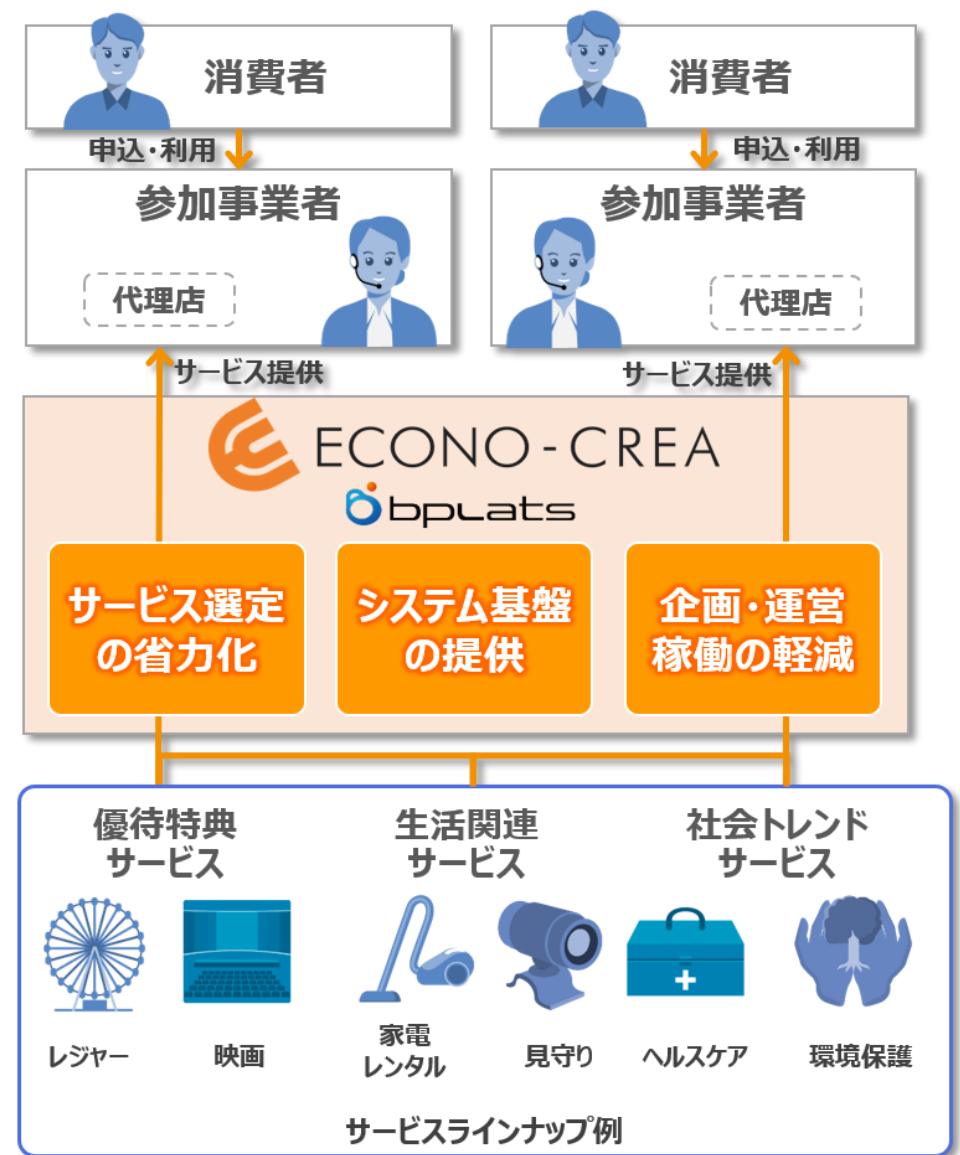 消費者
消費者
申込・利用
申込・利用
参加事業者
参加事業者
代理店
代理店
サービス提供
サービス提供
ECONO-CREA
bplats
サービス選定
の省力化
システム基盤
の提供
企画・運営
稼働の軽減
優待特典
サービス
生活関連
サービス
社会トレンド
サービス
レジャー
映画
家電
レンタル
見守り
ヘルスケア
環境保護
サービスラインナップ例